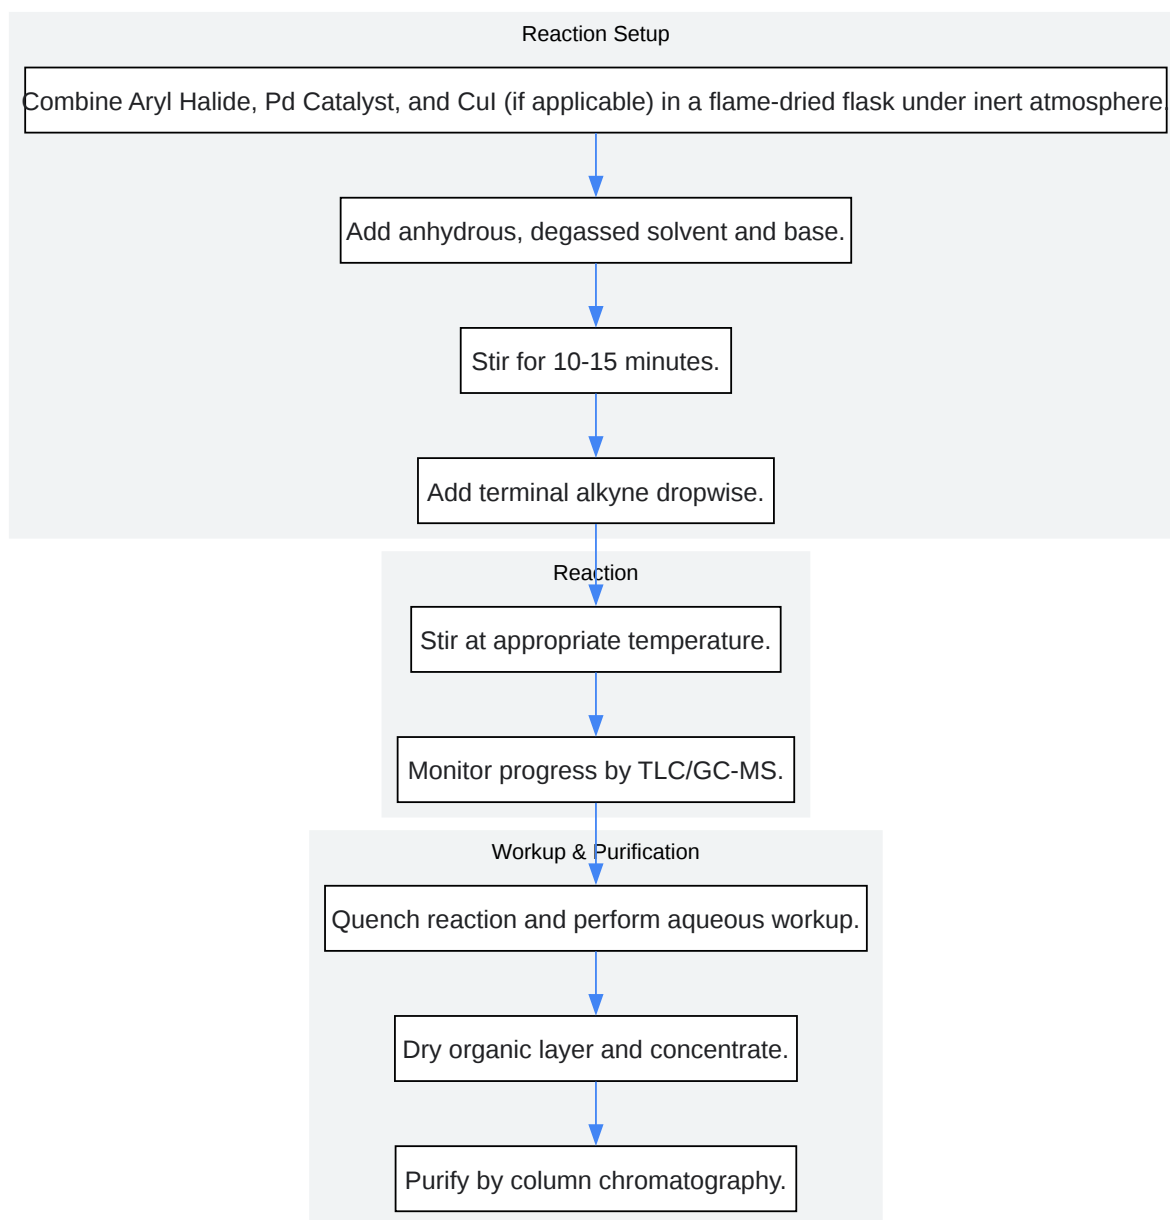 Reaction Setup
Combine Aryl Halide, Pd Catalyst, and CuI (if applicable) in a flame-dried flask under inert atmosphere.
Add anhydrous, degassed solvent and base.
Stir for 10-15 minutes.
Add terminal alkyne dropwise.
Reaction
Stir at appropriate temperature.
Monitor progress by TLC/GC-MS.
Workup & Purification
Quench reaction and perform aqueous workup.
Dry organic layer and concentrate.
Purify by column chromatography.